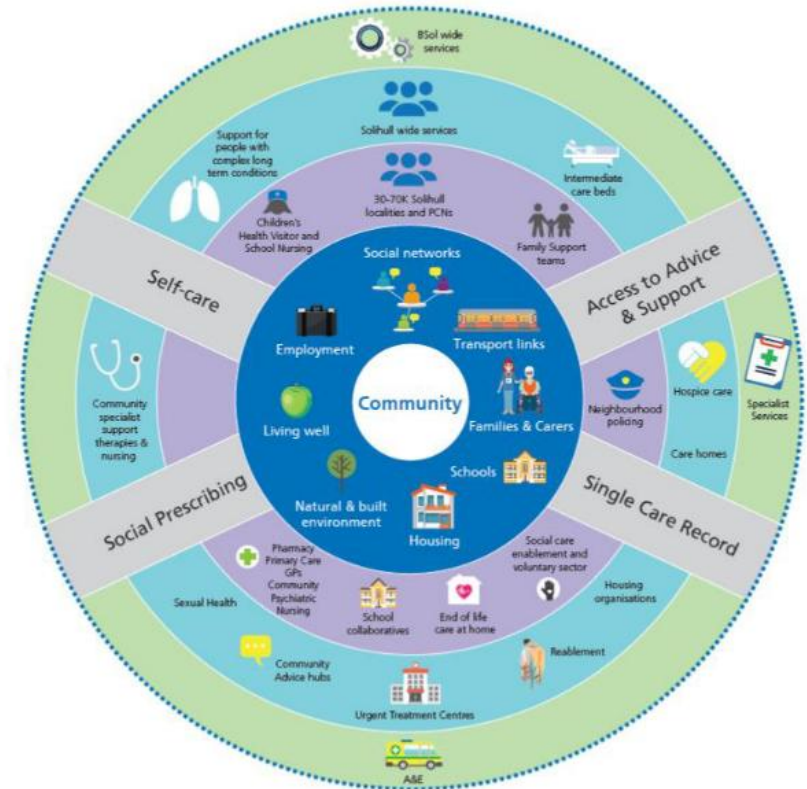 BSol wide
services
Solihull wide services
Support for
people with
complex long
term conditions
Intermediate
care beds
30-70K Solihull
localities and PCNs
Children's
Health Visitor and
School Nursing
Family Support
teams
Self-care
Access to Advice
& Support
Social networks
Employment
Transport links
Community
Living well
Families & Carers
Schools
Natural & built
environment
Housing
Community
specialist
support
therapies &
nursing
Neighbourhood
policing
Hospice care
Care homes
Specialist
Services
Social Prescribing
Single Care Record
Pharmacy
Primary Care
GPs
Community
Psychiatric
Nursing
School
collaboratives
End of life
care at home
Social care
enablement and
voluntary sector
Sexual Health
Housing
organisations
Community
Advice hubs
Reablement
Urgent Treatment Centres
A&E